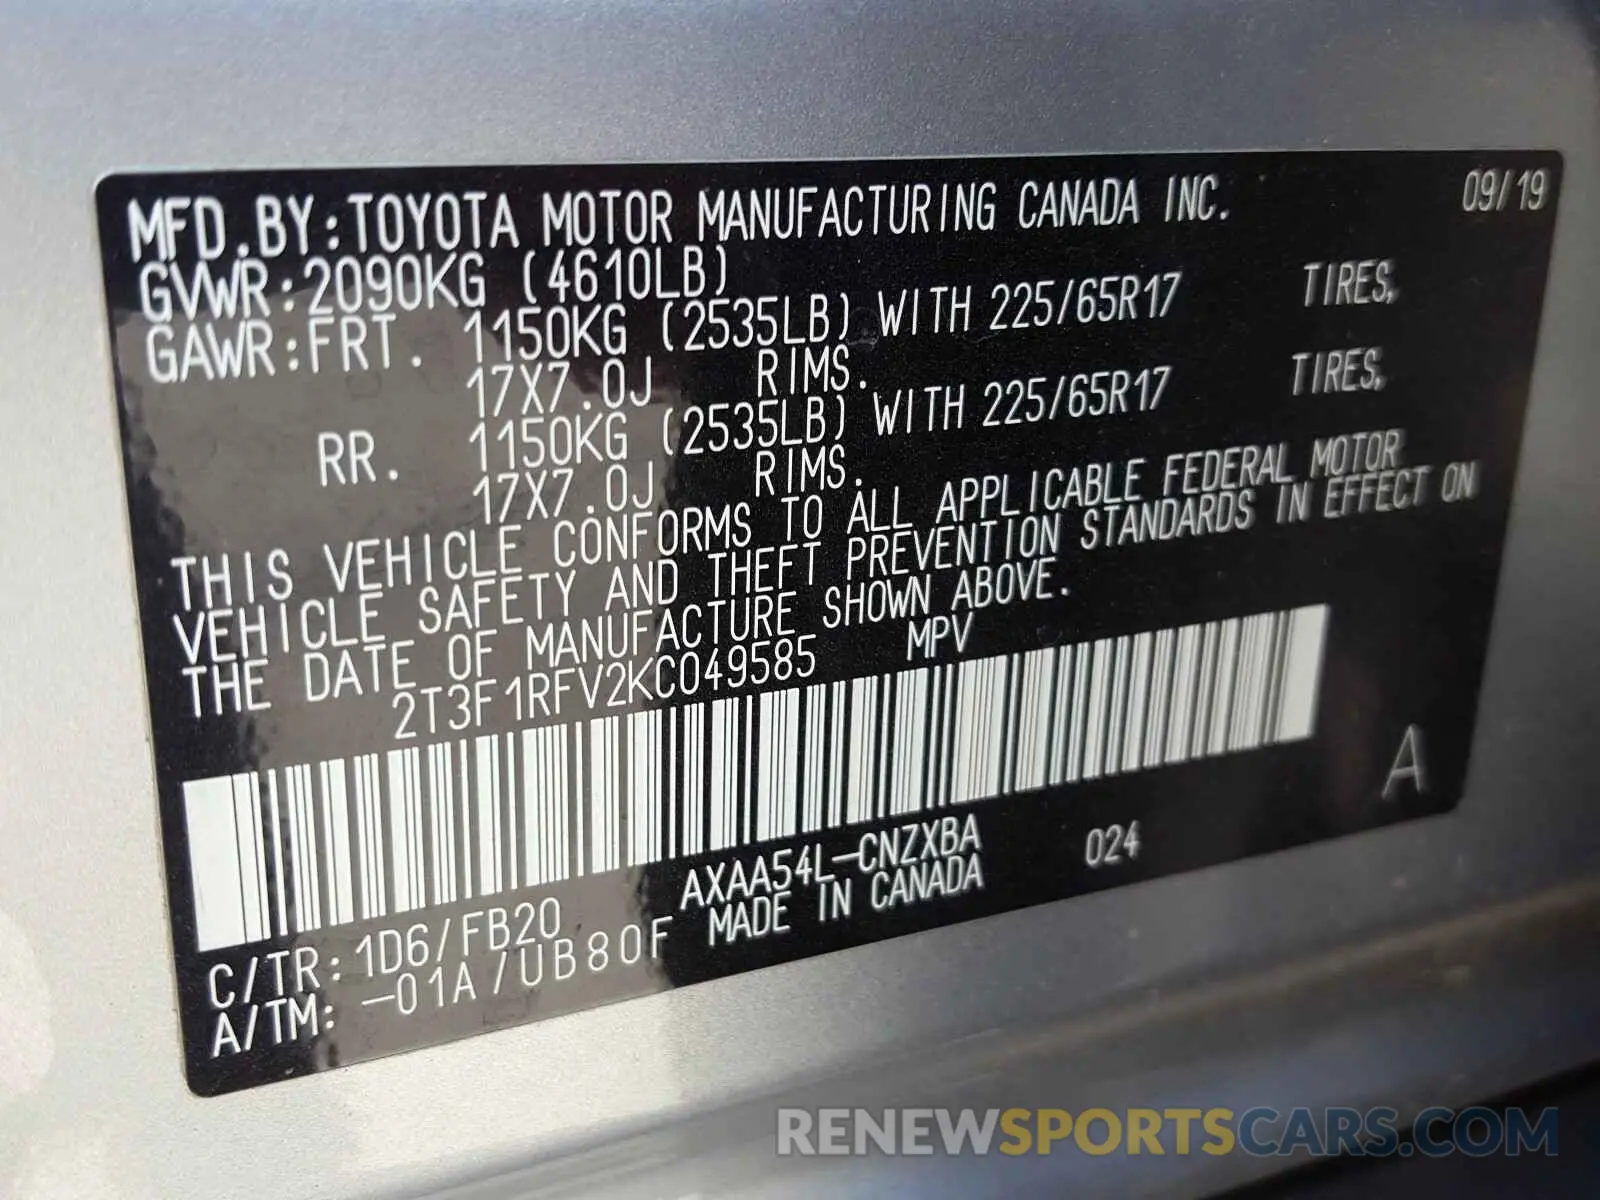 MFD.BY:TOYOTA MOTOR MANUFACTURING CANADA INC. 09/19
GVWR:2090KG (4610LB)
GAWR:FRT. 1150KG (2535LB) WITH 225/65R17 TIRES,
17X7.0J RIMS.
RR. 1150KG (2535LB) WITH 225/65R17 TIRES,
17X7.0J RIMS.
THIS VEHICLE CONFORMS TO ALL APPLICABLE FEDERAL MOTOR
VEHICLE SAFETY AND THEFT PREVENTION STANDARDS IN EFFECT ON
THE DATE OF MANUFACTURE SHOWN ABOVE.
2T3F1RFV2KC049585 MPV
A
AXAA54L-CNZXBA 024
C/TR:1D6/FB20 MADE IN CANADA
A/TM: -01A/UB80F
RENEWSPORTSCARS.COM